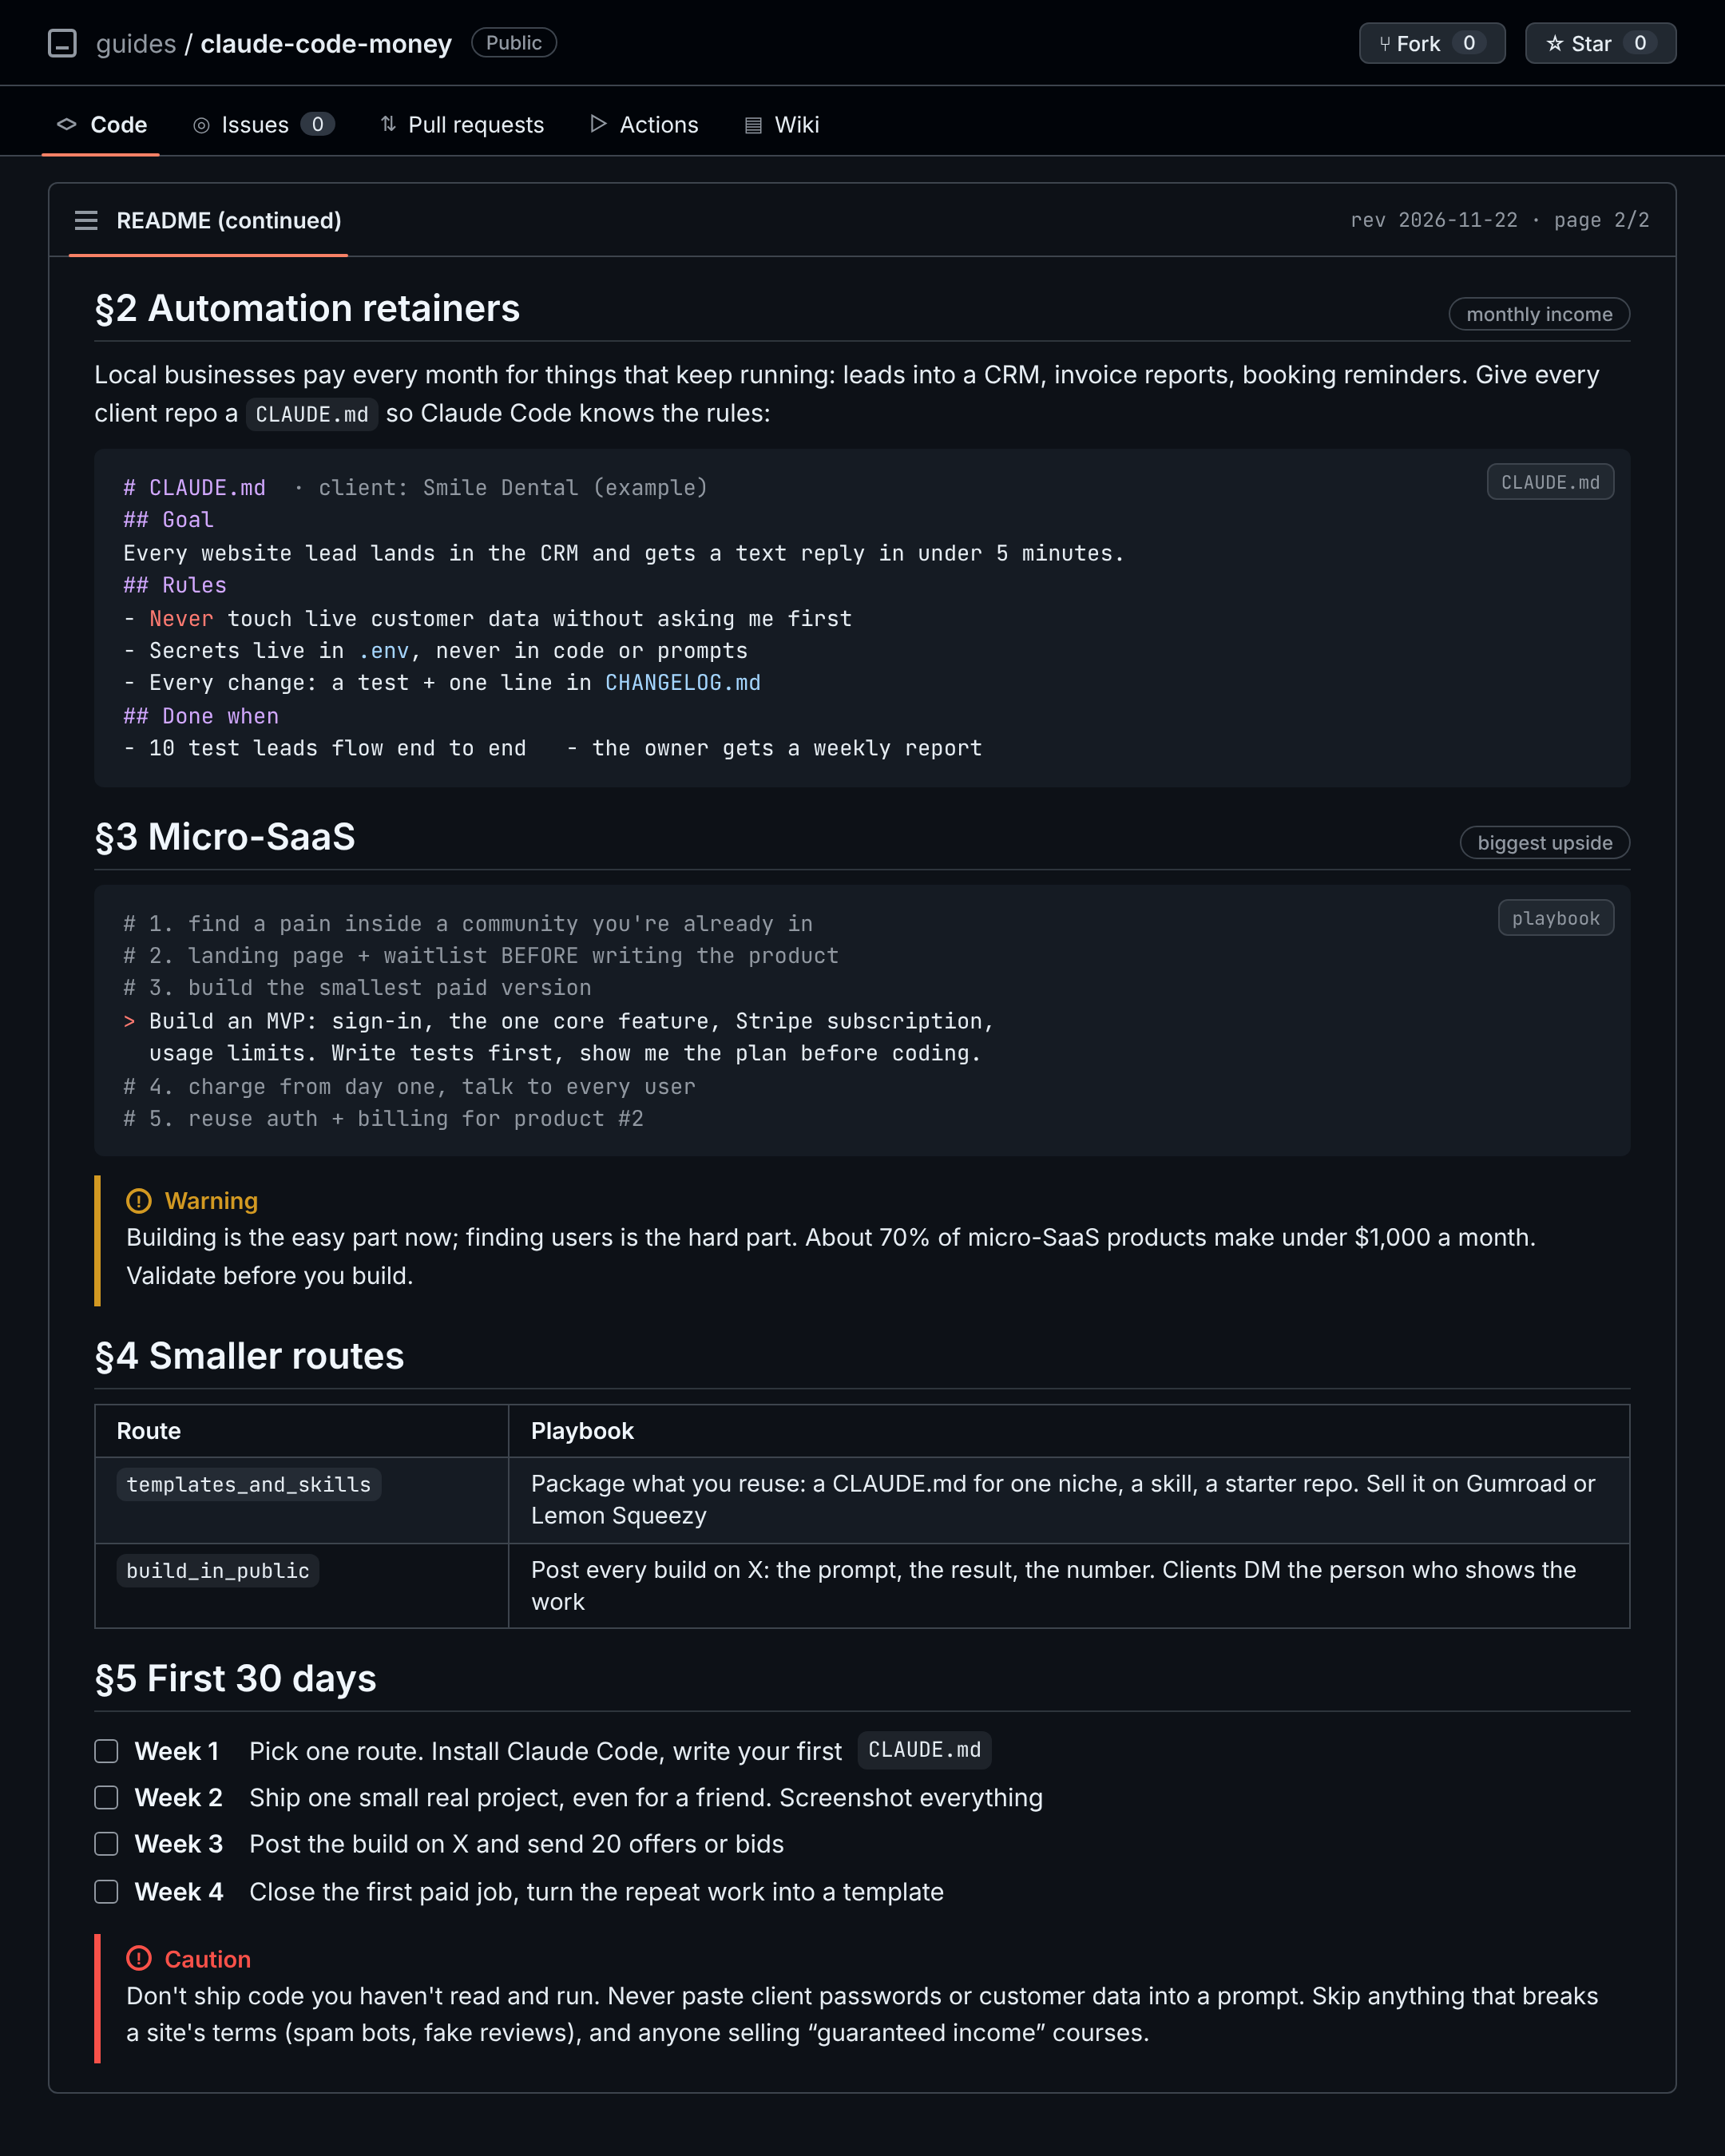 guides / claude-code-money Public
Fork 0 Star 0
Code Issues 0 Pull requests Actions Wiki
README (continued) rev 2026-11-22 · page 2/2
§2 Automation retainers monthly income
Local businesses pay every month for things that keep running: leads into a CRM, invoice reports, booking reminders. Give every
client repo a CLAUDE.md so Claude Code knows the rules:
CLAUDE.md
# CLAUDE.md · client: Smile Dental (example)
## Goal
Every website lead lands in the CRM and gets a text reply in under 5 minutes.
## Rules
- Never touch live customer data without asking me first
- Secrets live in .env, never in code or prompts
- Every change: a test + one line in CHANGELOG.md
## Done when
- 10 test leads flow end to end - the owner gets a weekly report
§3 Micro-SaaS biggest upside
playbook
# 1. find a pain inside a community you're already in
# 2. landing page + waitlist BEFORE writing the product
# 3. build the smallest paid version
> Build an MVP: sign-in, the one core feature, Stripe subscription,
usage limits. Write tests first, show me the plan before coding.
# 4. charge from day one, talk to every user
# 5. reuse auth + billing for product #2
Warning
Building is the easy part now; finding users is the hard part. About 70% of micro-SaaS products make under $1,000 a month.
Validate before you build.
§4 Smaller routes
Route Playbook
templates_and_skills Package what you reuse: a CLAUDE.md for one niche, a skill, a starter repo. Sell it on Gumroad or
Lemon Squeezy
build_in_public Post every build on X: the prompt, the result, the number. Clients DM the person who shows the
work
§5 First 30 days
Week 1 Pick one route. Install Claude Code, write your first CLAUDE.md
Week 2 Ship one small real project, even for a friend. Screenshot everything
Week 3 Post the build on X and send 20 offers or bids
Week 4 Close the first paid job, turn the repeat work into a template
Caution
Don't ship code you haven't read and run. Never paste client passwords or customer data into a prompt. Skip anything that breaks
a site's terms (spam bots, fake reviews), and anyone selling “guaranteed income” courses.